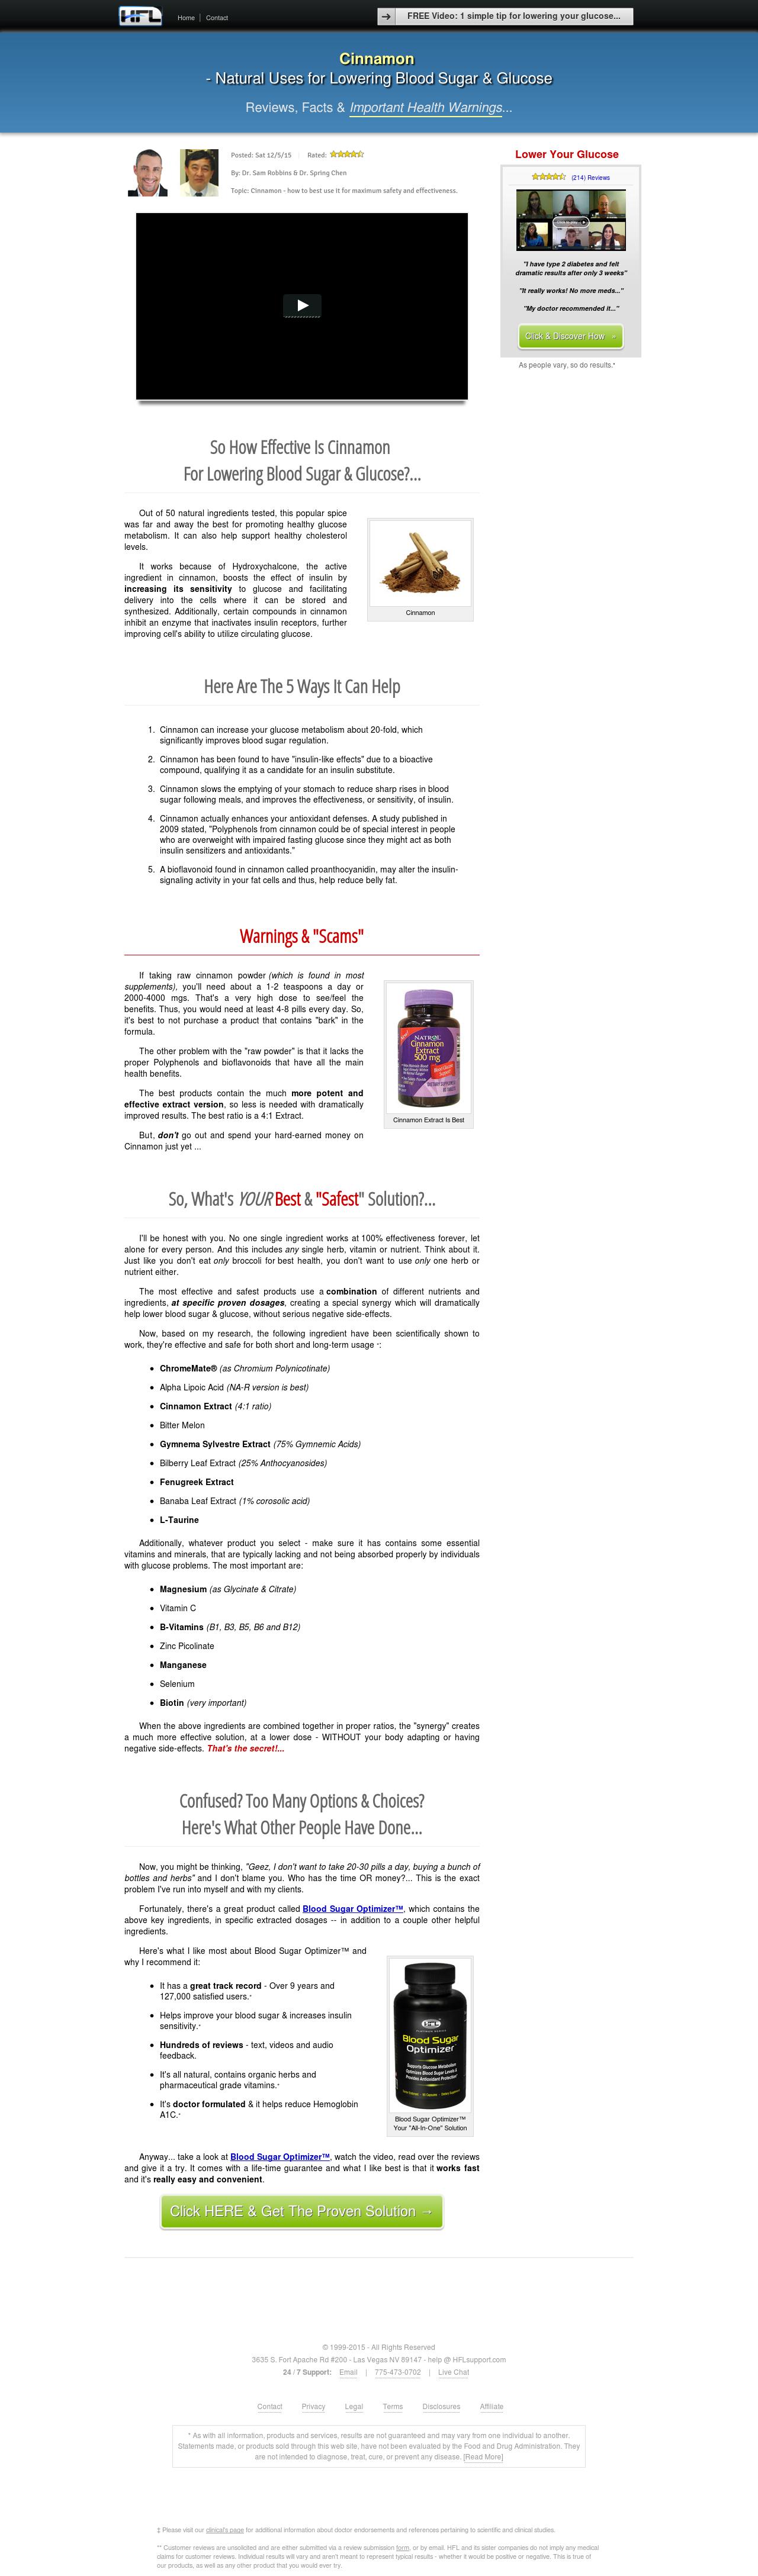 HFL
Home | Contact
FREE Video: 1 simple tip for lowering your glucose...
Cinnamon
- Natural Uses for Lowering Blood Sugar & Glucose
Reviews, Facts & Important Health Warnings...
Posted: Sat 12/5/15 Rated:
By: Dr. Sam Robbins & Dr. Spring Chen
Topic: Cinnamon - how to best use it for maximum safety and effectiveness.
Lower Your Glucose
(214) Reviews
"I have type 2 diabetes and felt
dramatic results after only 3 weeks"
"It really works! No more meds..."
"My doctor recommended it..."
Click & Discover How →
As people vary, so do results.*
So How Effective Is Cinnamon
For Lowering Blood Sugar & Glucose?...
Out of 50 natural ingredients tested, this popular spice
was far and away the best for promoting healthy glucose
metabolism. It can also help support healthy cholesterol
levels.
It works because of Hydroxychalcone, the active
ingredient in cinnamon, boosts the effect of insulin by
increasing its sensitivity to glucose and facilitating
delivery into the cells where it can be stored and
synthesized. Additionally, certain compounds in cinnamon
inhibit an enzyme that inactivates insulin receptors, further
improving cell's ability to utilize circulating glucose.
Cinnamon
Here Are The 5 Ways It Can Help
1. Cinnamon can increase your glucose metabolism about 20-fold, which
significantly improves blood sugar regulation.
2. Cinnamon has been found to have "insulin-like effects" due to a bioactive
compound, qualifying it as a candidate for an insulin substitute.
3. Cinnamon slows the emptying of your stomach to reduce sharp rises in blood
sugar following meals, and improves the effectiveness, or sensitivity, of insulin.
4. Cinnamon actually enhances your antioxidant defenses. A study published in
2009 stated, "Polyphenols from cinnamon could be of special interest in people
who are overweight with impaired fasting glucose since they might act as both
insulin sensitizers and antioxidants."
5. A bioflavonoid found in cinnamon called proanthocyanidin, may alter the insulin-
signaling activity in your fat cells and thus, help reduce belly fat.
Warnings & "Scams"
If taking raw cinnamon powder (which is found in most
supplements), you'll need about a 1-2 teaspoons a day or
2000-4000 mgs. That's a very high dose to see/feel the
benefits. Thus, you would need at least 4-8 pills every day. So,
it's best to not purchase a product that contains "bark" in the
formula.
The other problem with the "raw powder" is that it lacks the
proper Polyphenols and bioflavonoids that have all the main
health benefits.
The best products contain the much more potent and
effective extract version, so less is needed with dramatically
improved results. The best ratio is a 4:1 Extract.
But, don't go out and spend your hard-earned money on
Cinnamon just yet ...
NATROL
Cinnamon
Extract
500 mg
Cinnamon Extract Is Best
So, What's YOUR Best & "Safest" Solution?...
I'll be honest with you. No one single ingredient works at 100% effectiveness forever, let
alone for every person. And this includes any single herb, vitamin or nutrient. Think about it.
Just like you don't eat only broccoli for best health, you don't want to use only one herb or
nutrient either.
The most effective and safest products use a combination of different nutrients and
ingredients, at specific proven dosages, creating a special synergy which will dramatically
help lower blood sugar & glucose, without serious negative side-effects.
Now, based on my research, the following ingredient have been scientifically shown to
work, they're effective and safe for both short and long-term usage *:
• ChromeMate® (as Chromium Polynicotinate)
• Alpha Lipoic Acid (NA-R version is best)
• Cinnamon Extract (4:1 ratio)
• Bitter Melon
• Gymnema Sylvestre Extract (75% Gymnemic Acids)
• Bilberry Leaf Extract (25% Anthocyanosides)
• Fenugreek Extract
• Banaba Leaf Extract (1% corosolic acid)
• L-Taurine
Additionally, whatever product you select - make sure it has contains some essential
vitamins and minerals, that are typically lacking and not being absorbed properly by individuals
with glucose problems. The most important are:
• Magnesium (as Glycinate & Citrate)
• Vitamin C
• B-Vitamins (B1, B3, B5, B6 and B12)
• Zinc Picolinate
• Manganese
• Selenium
• Biotin (very important)
When the above ingredients are combined together in proper ratios, the "synergy" creates
a much more effective solution, at a lower dose - WITHOUT your body adapting or having
negative side-effects. That's the secret!...
Confused? Too Many Options & Choices?
Here's What Other People Have Done...
Now, you might be thinking, "Geez, I don't want to take 20-30 pills a day, buying a bunch of
bottles and herbs" and I don't blame you. Who has the time OR money?... This is the exact
problem I've run into myself and with my clients.
Fortunately, there's a great product called Blood Sugar Optimizer™, which contains the
above key ingredients, in specific extracted dosages -- in addition to a couple other helpful
ingredients.
Here's what I like most about Blood Sugar Optimizer™ and
why I recommend it:
• It has a great track record - Over 9 years and
127,000 satisfied users.*
• Helps improve your blood sugar & increases insulin
sensitivity.*
• Hundreds of reviews - text, videos and audio
feedback.
• It's all natural, contains organic herbs and
pharmaceutical grade vitamins.*
• It's doctor formulated & it helps reduce Hemoglobin
A1C.*
HFL
Blood Sugar
Optimizer
Supports Glucose Metabolism
Optimizes Blood Sugar Levels &
Provides Antioxidant Protection!
Blood Sugar Optimizer™
Your "All-In-One" Solution
Anyway... take a look at Blood Sugar Optimizer™, watch the video, read over the reviews
and give it a try. It comes with a life-time guarantee and what I like best is that it works fast
and it's really easy and convenient.
Click HERE & Get The Proven Solution →
© 1999-2015 - All Rights Reserved
3635 S. Fort Apache Rd #200 - Las Vegas NV 89147 - help @ HFLsupport.com
24 / 7 Support: Email | 775-473-0702 | Live Chat
Contact Privacy Legal Terms Disclosures Affiliate
* As with all information, products and services, results are not guaranteed and may vary from one individual to another.
Statements made, or products sold through this web site, have not been evaluated by the Food and Drug Administration. They
are not intended to diagnose, treat, cure, or prevent any disease. [Read More]
‡ Please visit our clinical's page for additional information about doctor endorsements and references pertaining to scientific and clinical studies.
** Customer reviews are unsolicited and are either submitted via a review submission form, or by email. HFL and its sister companies do not imply any medical
claims for customer reviews. Individual results will vary and aren't meant to represent typical results - whether it would be positive or negative. This is true of
our products, as well as any other product that you would ever try.